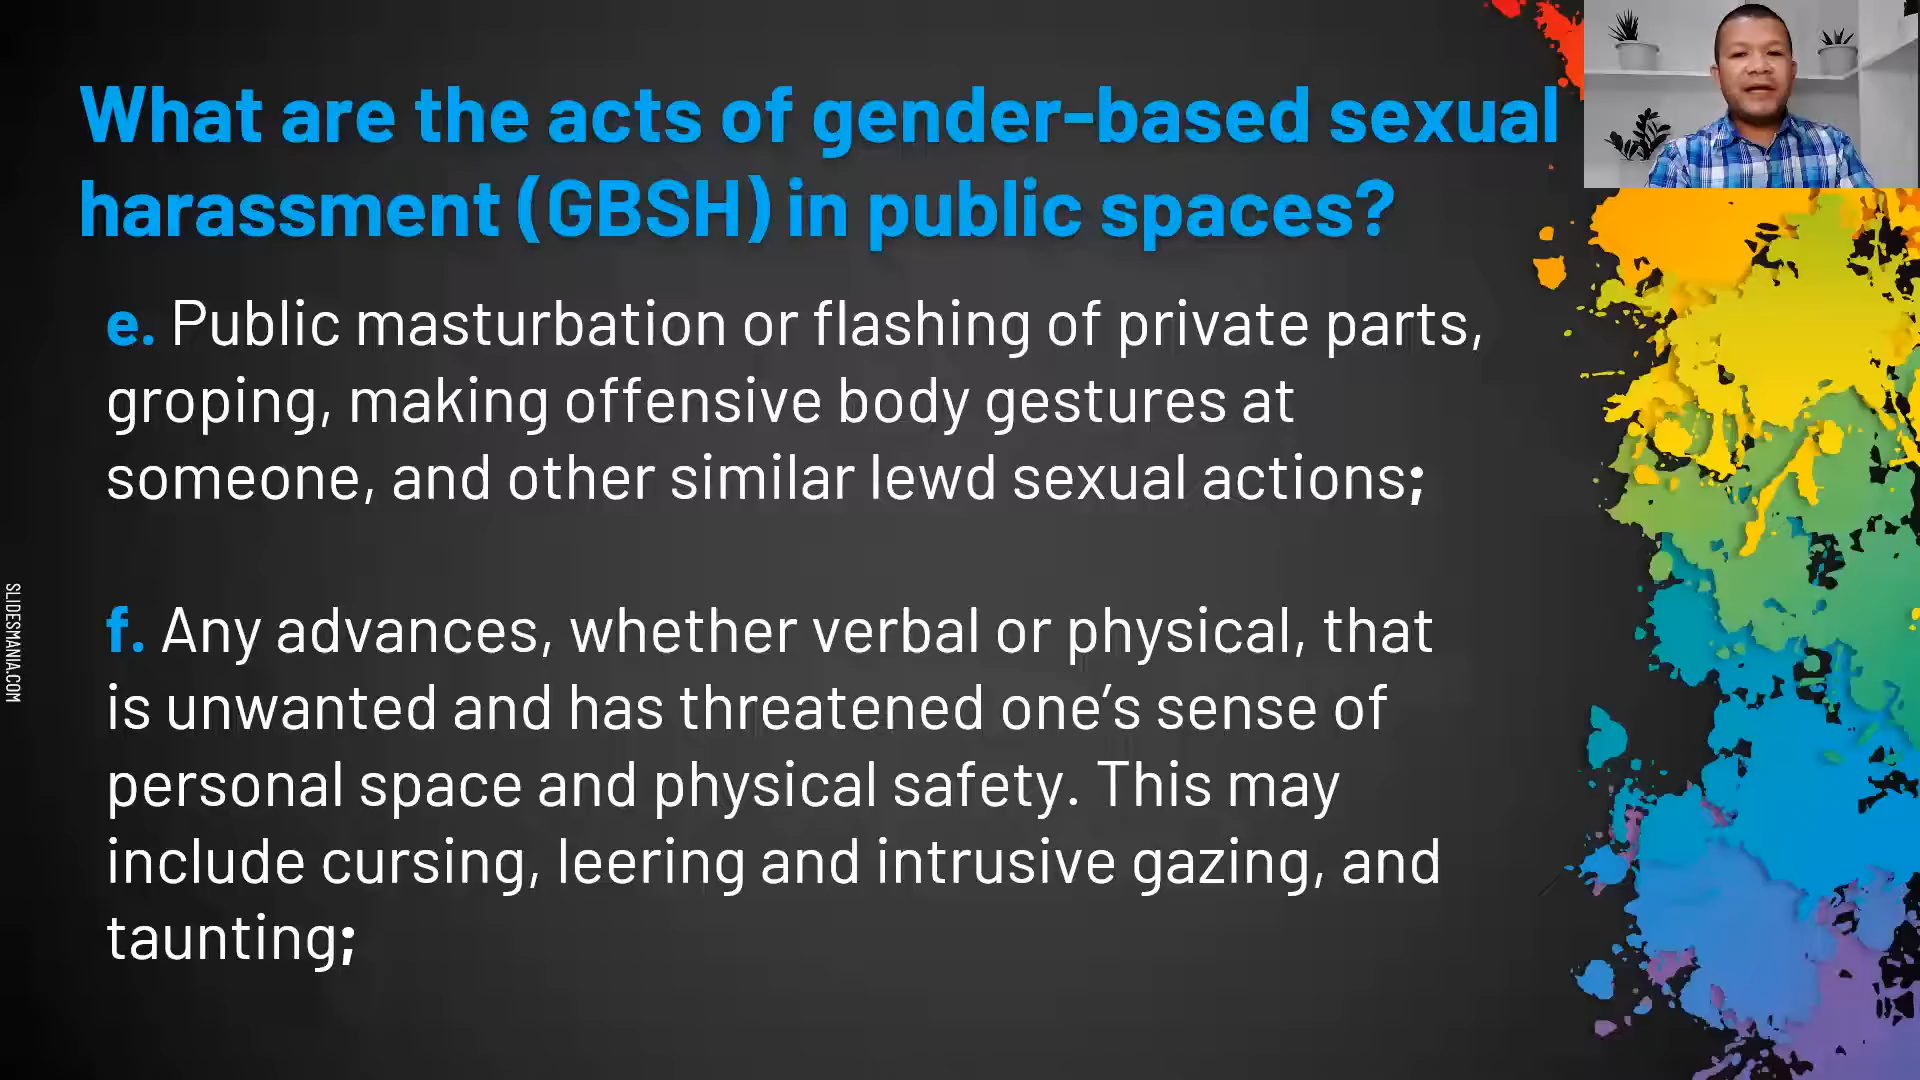 What are the acts of gender-based sexual
harassment (GBSH) in public spaces?
e. Public masturbation or flashing of private parts,
groping, making offensive body gestures at
someone, and other similar lewd sexual actions;
f. Any advances, whether verbal or physical, that
is unwanted and has threatened one’s sense of
personal space and physical safety. This may
include cursing, leering and intrusive gazing, and
taunting;
SLIDESMANIA.COM